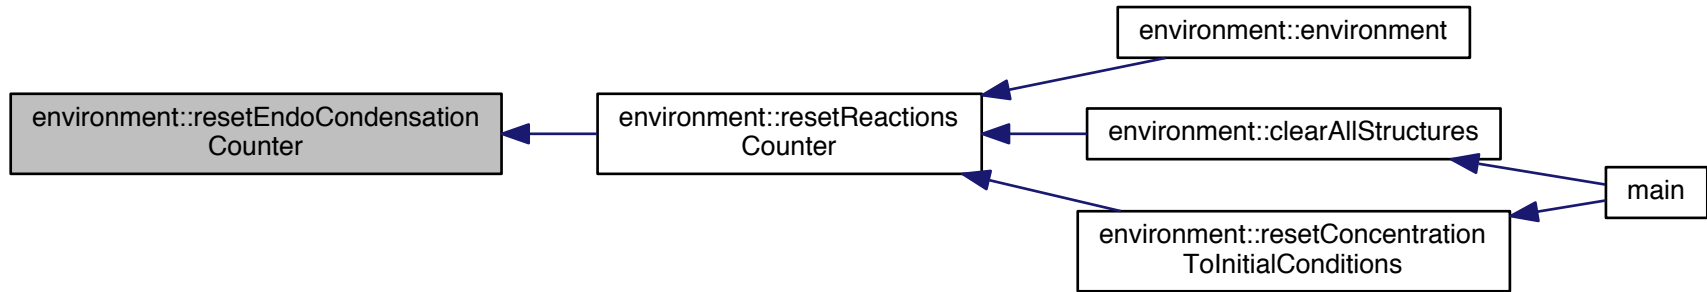 environment::resetEndoCondensation
Counter
environment::resetReactions
Counter
environment::environment
environment::clearAllStructures
environment::resetConcentration
ToInitialConditions
main